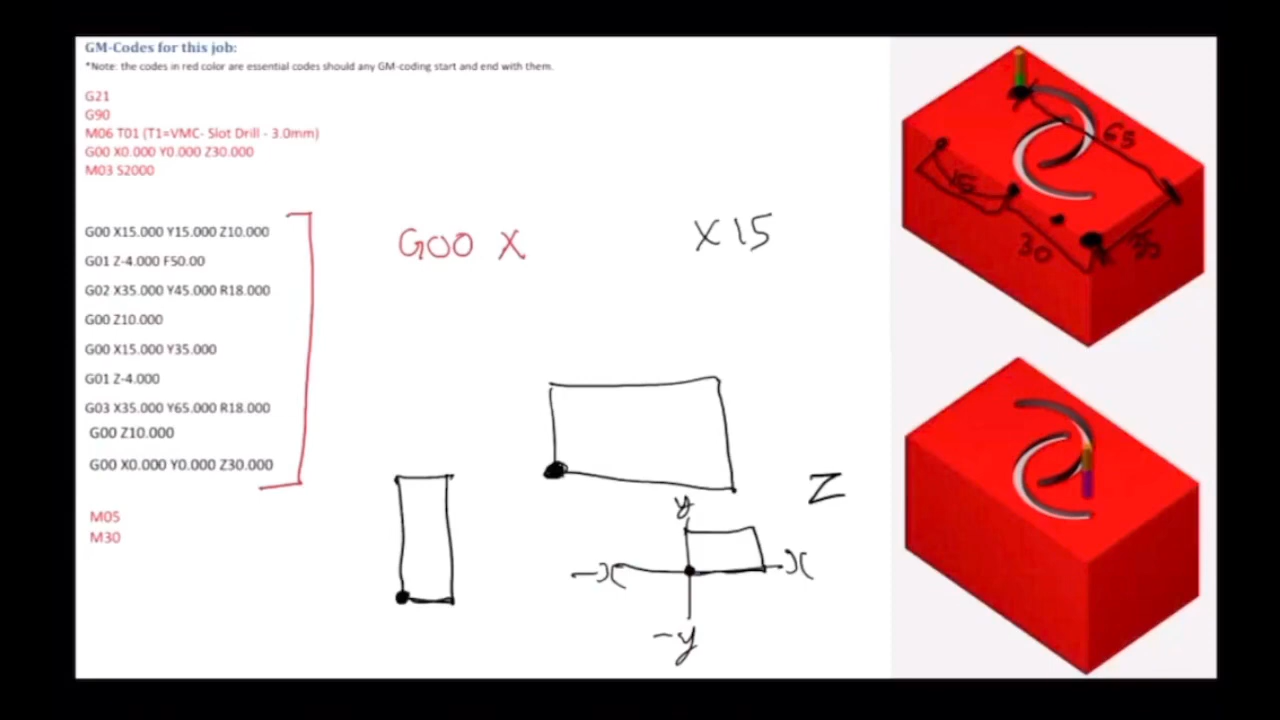 GM-Codes for this job:
*Note: the codes in red color are essential codes should any GM-coding start and end with them.
G21
G90
M06 T01 (T1=VMC- Slot Drill - 3.0mm)
G00 X0.000 Y0.000 Z30.000
M03 S2000
G00 X15.000 Y15.000 Z10.000
G01 Z-4.000 F50.00
G02 X35.000 Y45.000 R18.000
G00 Z10.000
G00 X15.000 Y35.000
G01 Z-4.000
G03 X35.000 Y65.000 R18.000
G00 Z10.000
G00 X0.000 Y0.000 Z30.000
M05
M30
G00 X
X15
Z
y
-x
x
-y
65
15
30
35